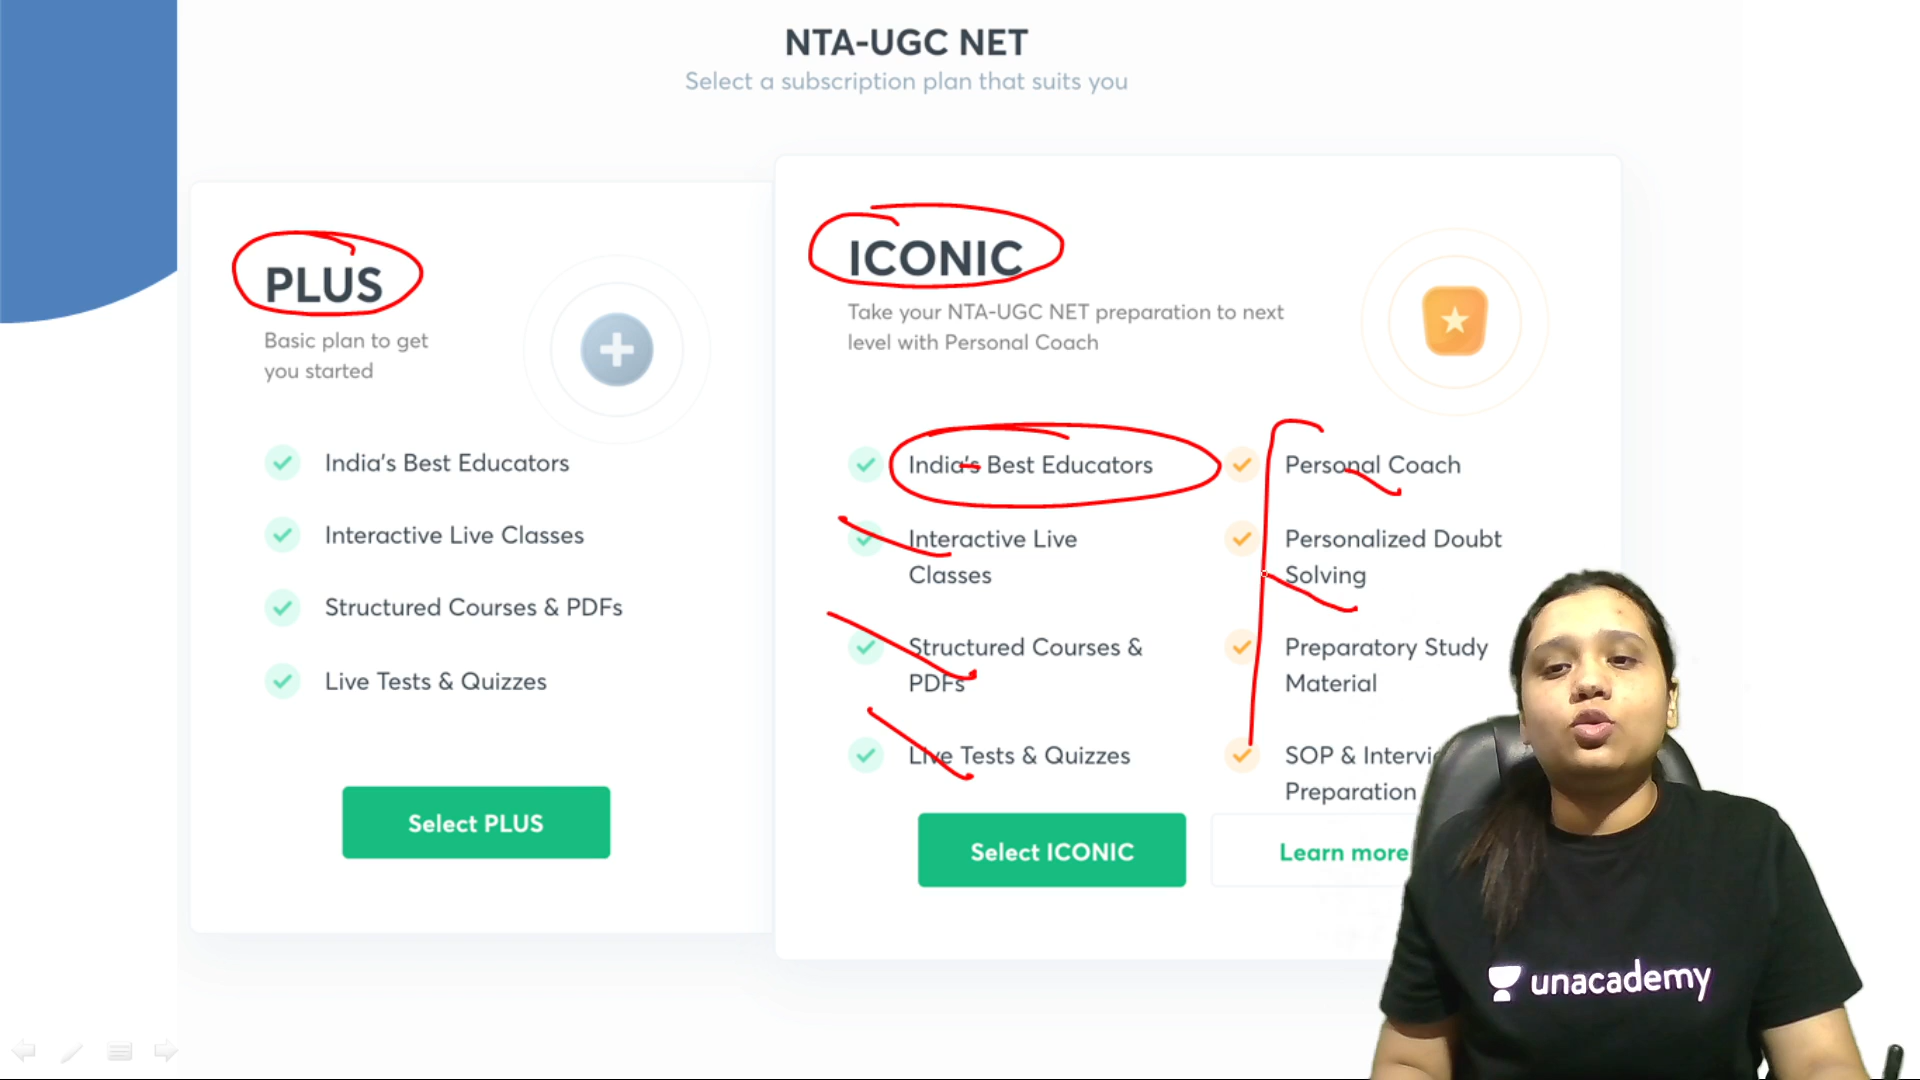 NTA-UGC NET
Select a subscription plan that suits you
PLUS
Basic plan to get
you started
India's Best Educators
Interactive Live Classes
Structured Courses & PDFs
Live Tests & Quizzes
Select PLUS
ICONIC
Take your NTA-UGC NET preparation to next
level with Personal Coach
India's Best Educators
Interactive Live
Classes
Structured Courses &
PDFs
Live Tests & Quizzes
Personal Coach
Personalized Doubt
Solving
Preparatory Study
Material
SOP &
Preparation
Select ICONIC
Learn more
unacademy